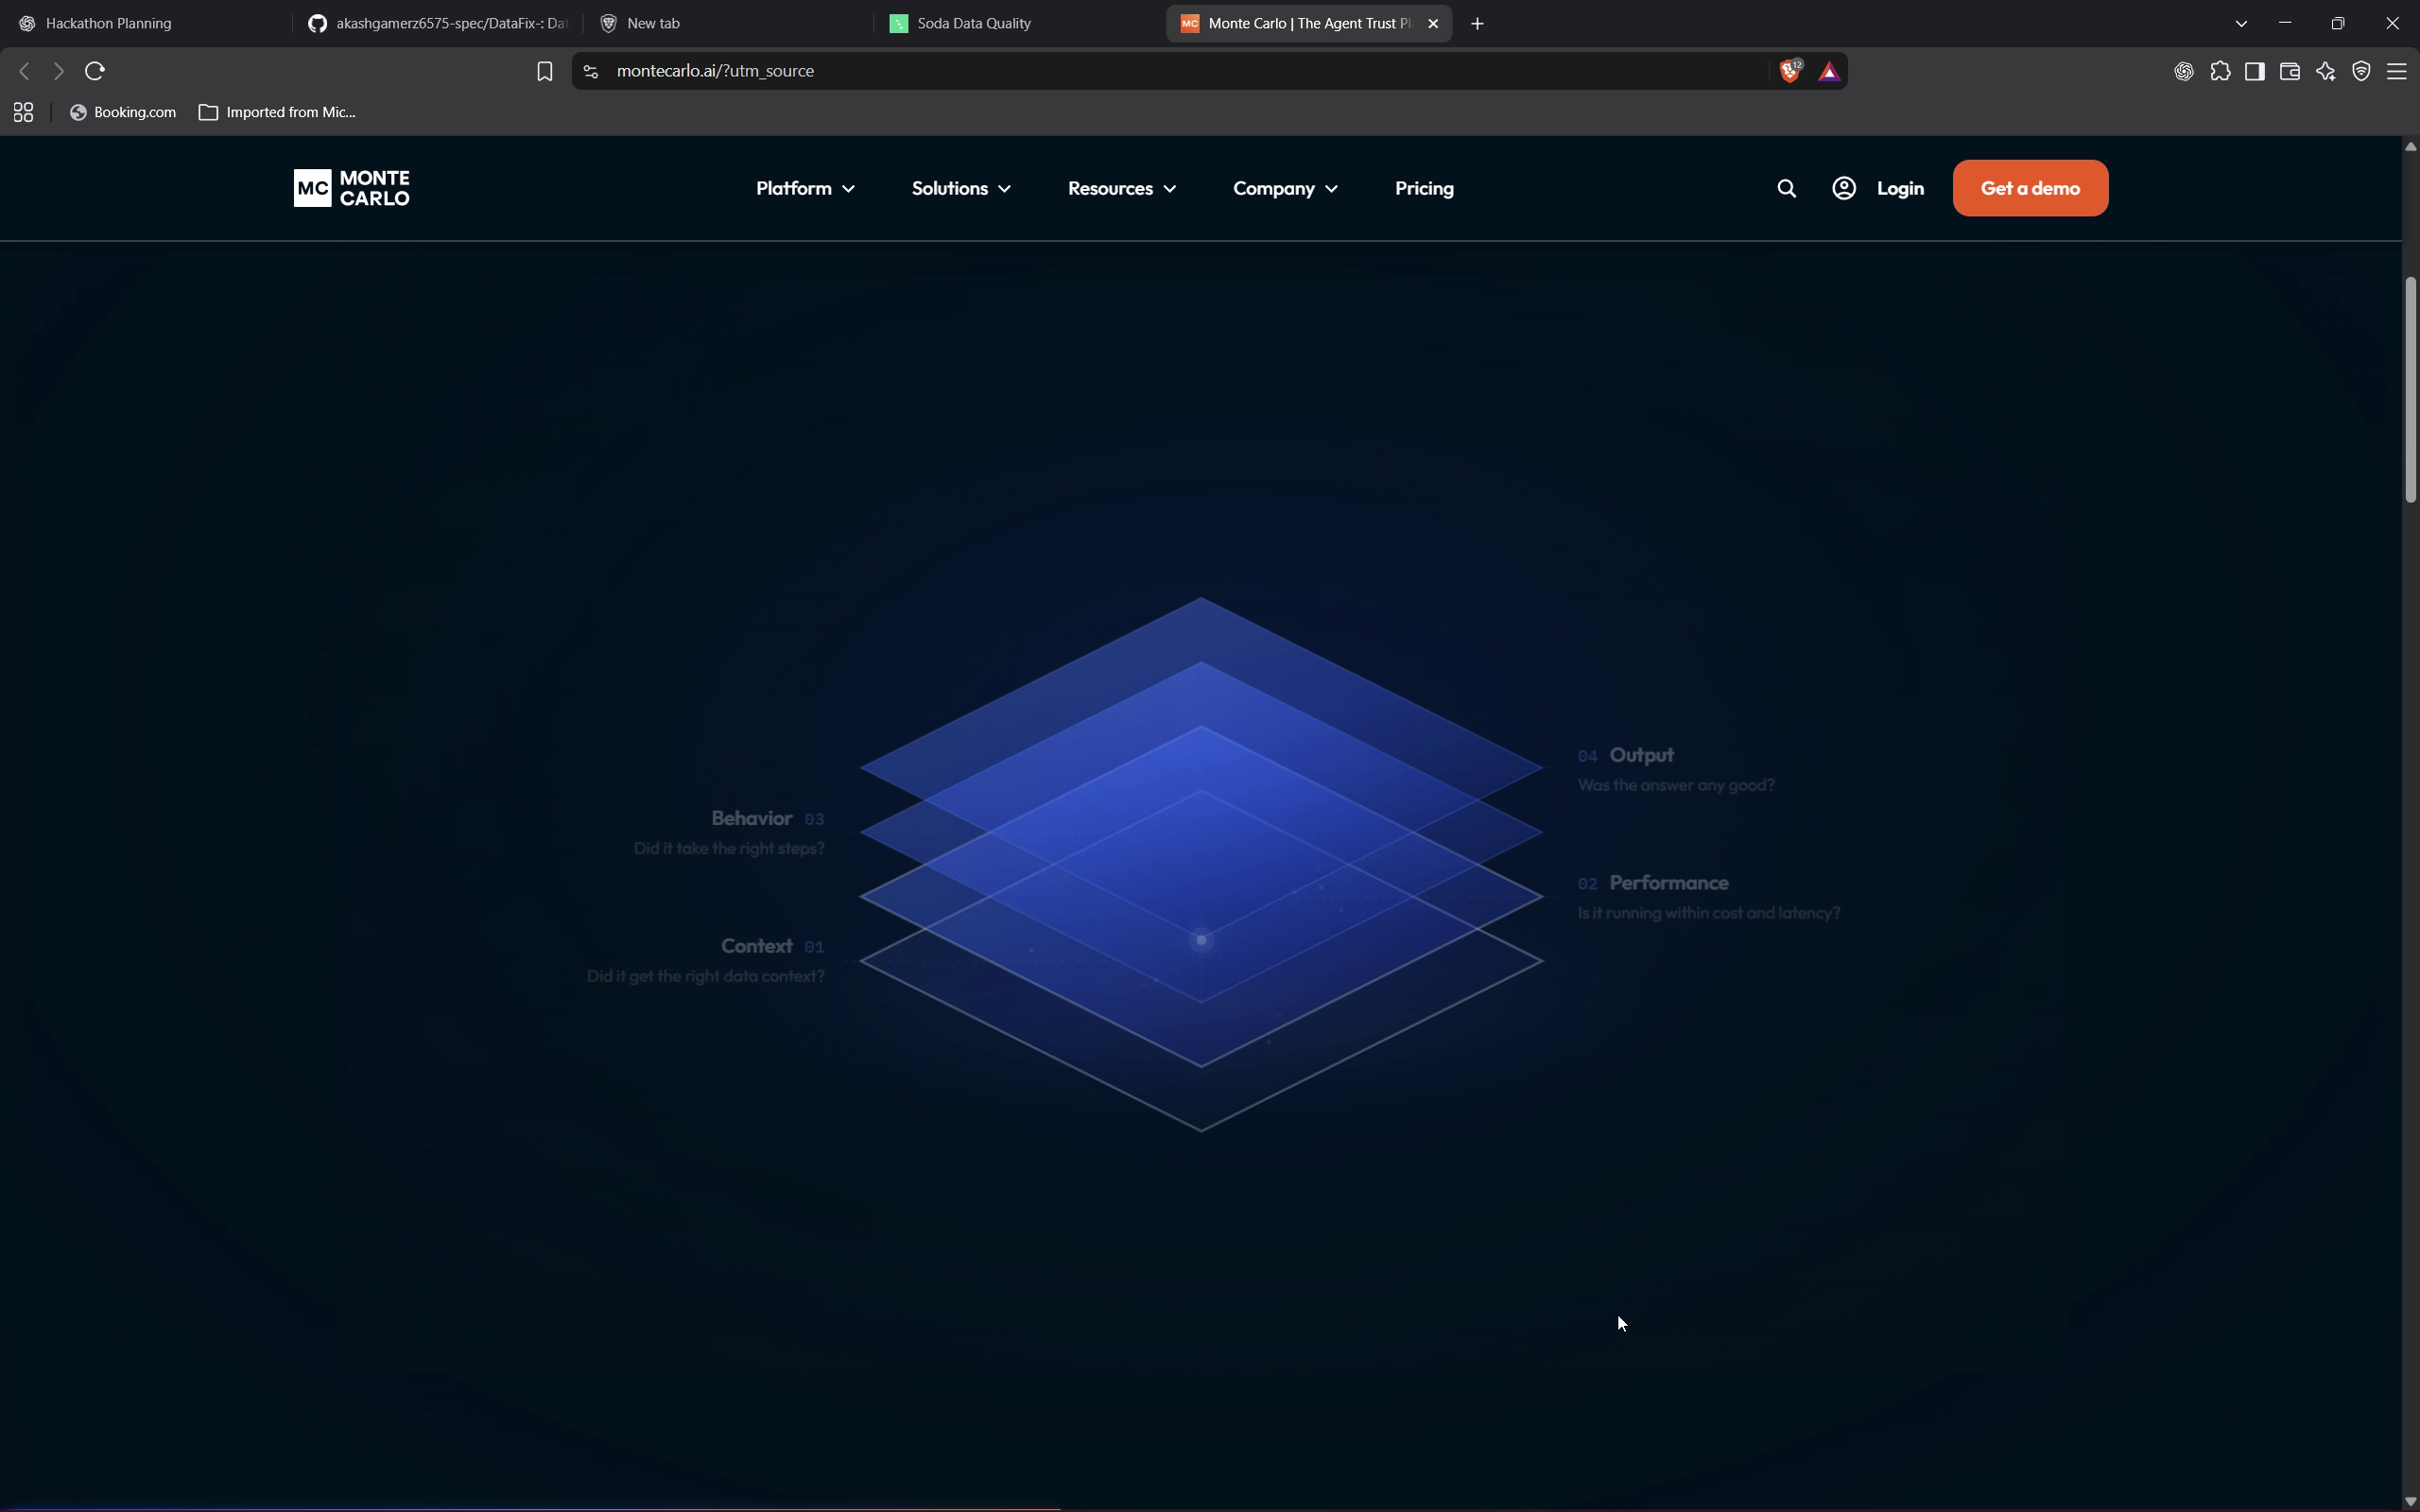 Hackathon Planning
akashgamerz6575-spec/DataFix-: Dat
New tab
Soda Data Quality
MC Monte Carlo | The Agent Trust Pl
montecarlo.ai/?utm_source
12
Booking.com
Imported from Mic...
MC MONTE
CARLO
Platform
Solutions
Resources
Company
Pricing
Login
Get a demo
04 Output
Was the answer any good?
Behavior 03
Did it take the right steps?
02 Performance
Is it running within cost and latency?
Context 01
Did it get the right data context?